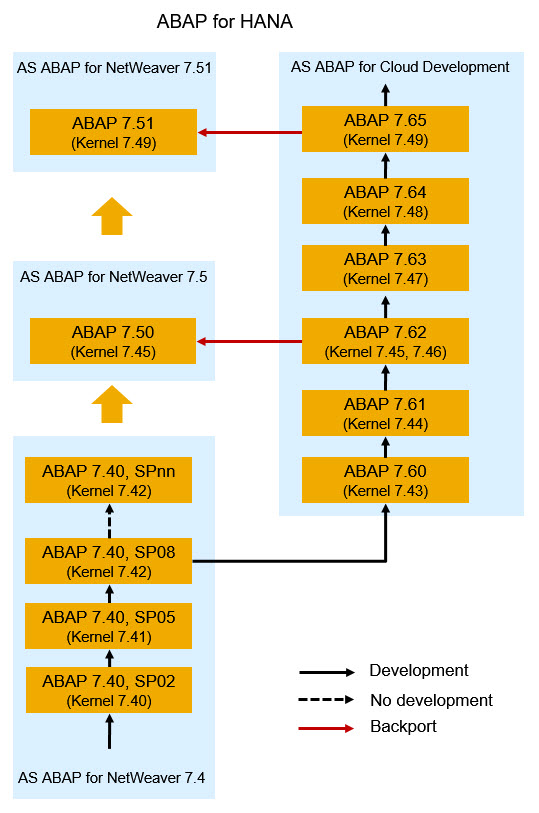 ABAP for HANA
AS ABAP for NetWeaver 7.51
ABAP 7.51
(Kernel 7.49)
AS ABAP for NetWeaver 7.5
ABAP 7.50
(Kernel 7.45)
ABAP 7.40, SPnn
(Kernel 7.42)
ABAP 7.40, SP08
(Kernel 7.42)
ABAP 7.40, SP05
(Kernel 7.41)
ABAP 7.40, SP02
(Kernel 7.40)
AS ABAP for NetWeaver 7.4
AS ABAP for Cloud Development
ABAP 7.65
(Kernel 7.49)
ABAP 7.64
(Kernel 7.48)
ABAP 7.63
(Kernel 7.47)
ABAP 7.62
(Kernel 7.45, 7.46)
ABAP 7.61
(Kernel 7.44)
ABAP 7.60
(Kernel 7.43)
Development
No development
Backport